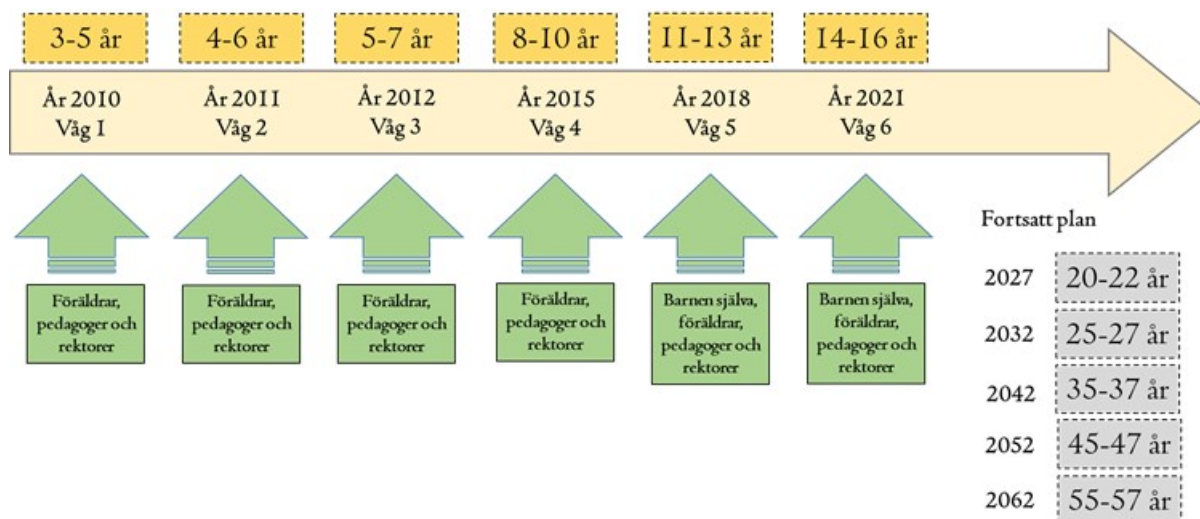 3-5 år
4-6 år
5-7 år
8-10 år
11-13 år
14-16 år
År 2010
Våg 1
År 2011
Våg 2
År 2012
Våg 3
År 2015
Våg 4
År 2018
Våg 5
År 2021
Våg 6
Föräldrar,
pedagoger och
rektorer
Föräldrar,
pedagoger och
rektorer
Föräldrar,
pedagoger och
rektorer
Föräldrar,
pedagoger och
rektorer
Barnen själva,
föräldrar,
pedagoger och
rektorer
Barnen själva,
föräldrar,
pedagoger och
rektorer
Fortsatt plan
2027 20-22 år
2032 25-27 år
2042 35-37 år
2052 45-47 år
2062 55-57 år